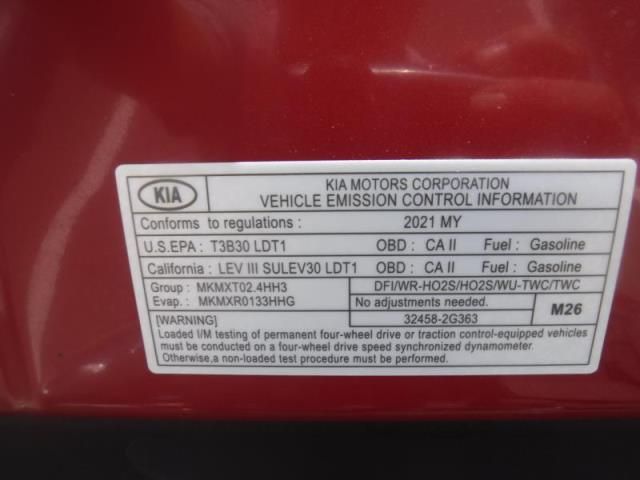 KIA
KIA MOTORS CORPORATION
VEHICLE EMISSION CONTROL INFORMATION
Conforms to regulations : 2021 MY
U.S.EPA : T3B30 LDT1 OBD : CA II Fuel : Gasoline
California : LEV III SULEV30 LDT1 OBD : CA II Fuel : Gasoline
Group : MKMXT02.4HH3 DFI/WR-HO2S/HO2S/WU-TWC/TWC
Evap. : MKMXR0133HHG No adjustments needed. M26
32458-2G363
[WARNING]
Loaded I/M testing of permanent four-wheel drive or traction control-equipped vehicles
must be conducted on a four-wheel drive speed synchronized dynamometer.
Otherwise,a non-loaded test procedure must be performed.